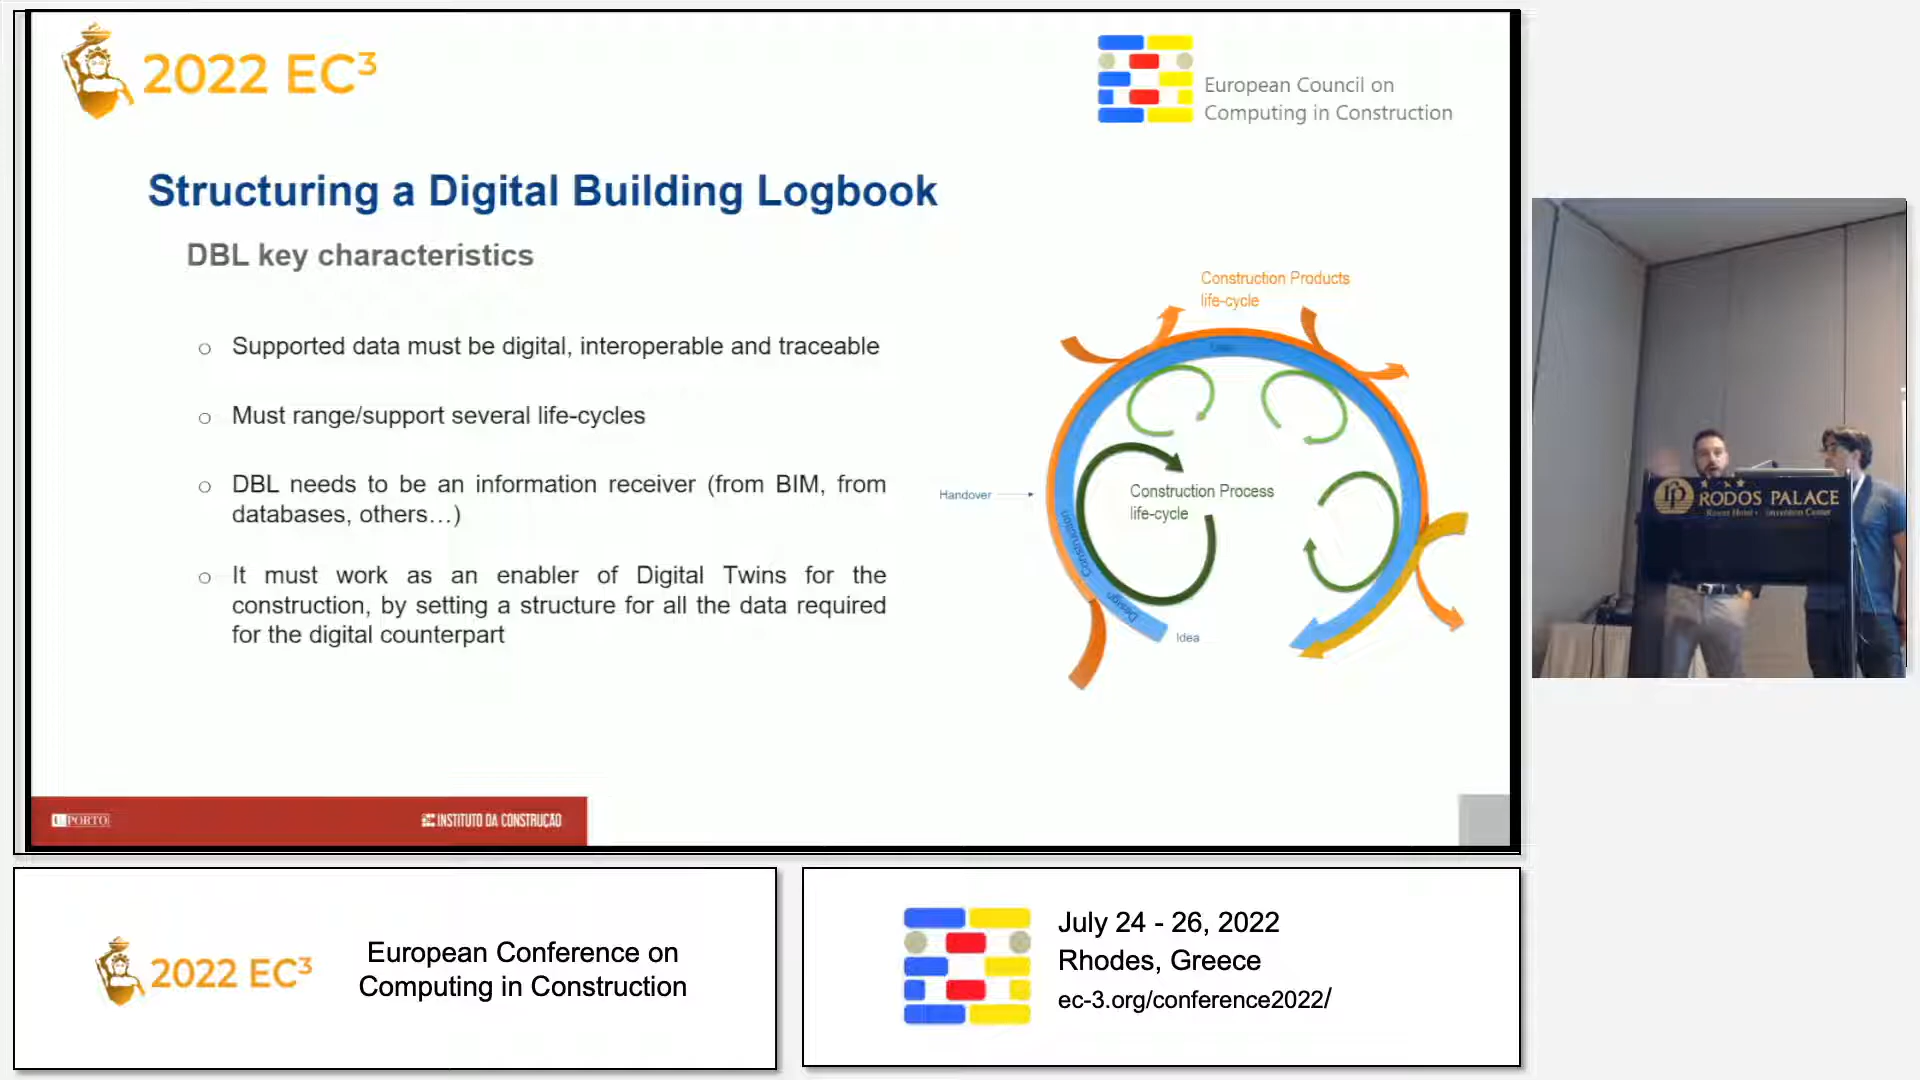 2022 EC³
European Council on
Computing in Construction
Structuring a Digital Building Logbook
DBL key characteristics
Supported data must be digital, interoperable and traceable
Must range/support several life-cycles
DBL needs to be an information receiver (from BIM, from
databases, others…)
It must work as an enabler of Digital Twins for the
construction, by setting a structure for all the data required
for the digital counterpart
Construction Products
life-cycle
Handover
Construction Process
life-cycle
Construction
Design
Idea
U.PORTO
INSTITUTO DA CONSTRUÇÃO
RODOS PALACE
2022 EC³
European Conference on
Computing in Construction
July 24 - 26, 2022
Rhodes, Greece
ec-3.org/conference2022/